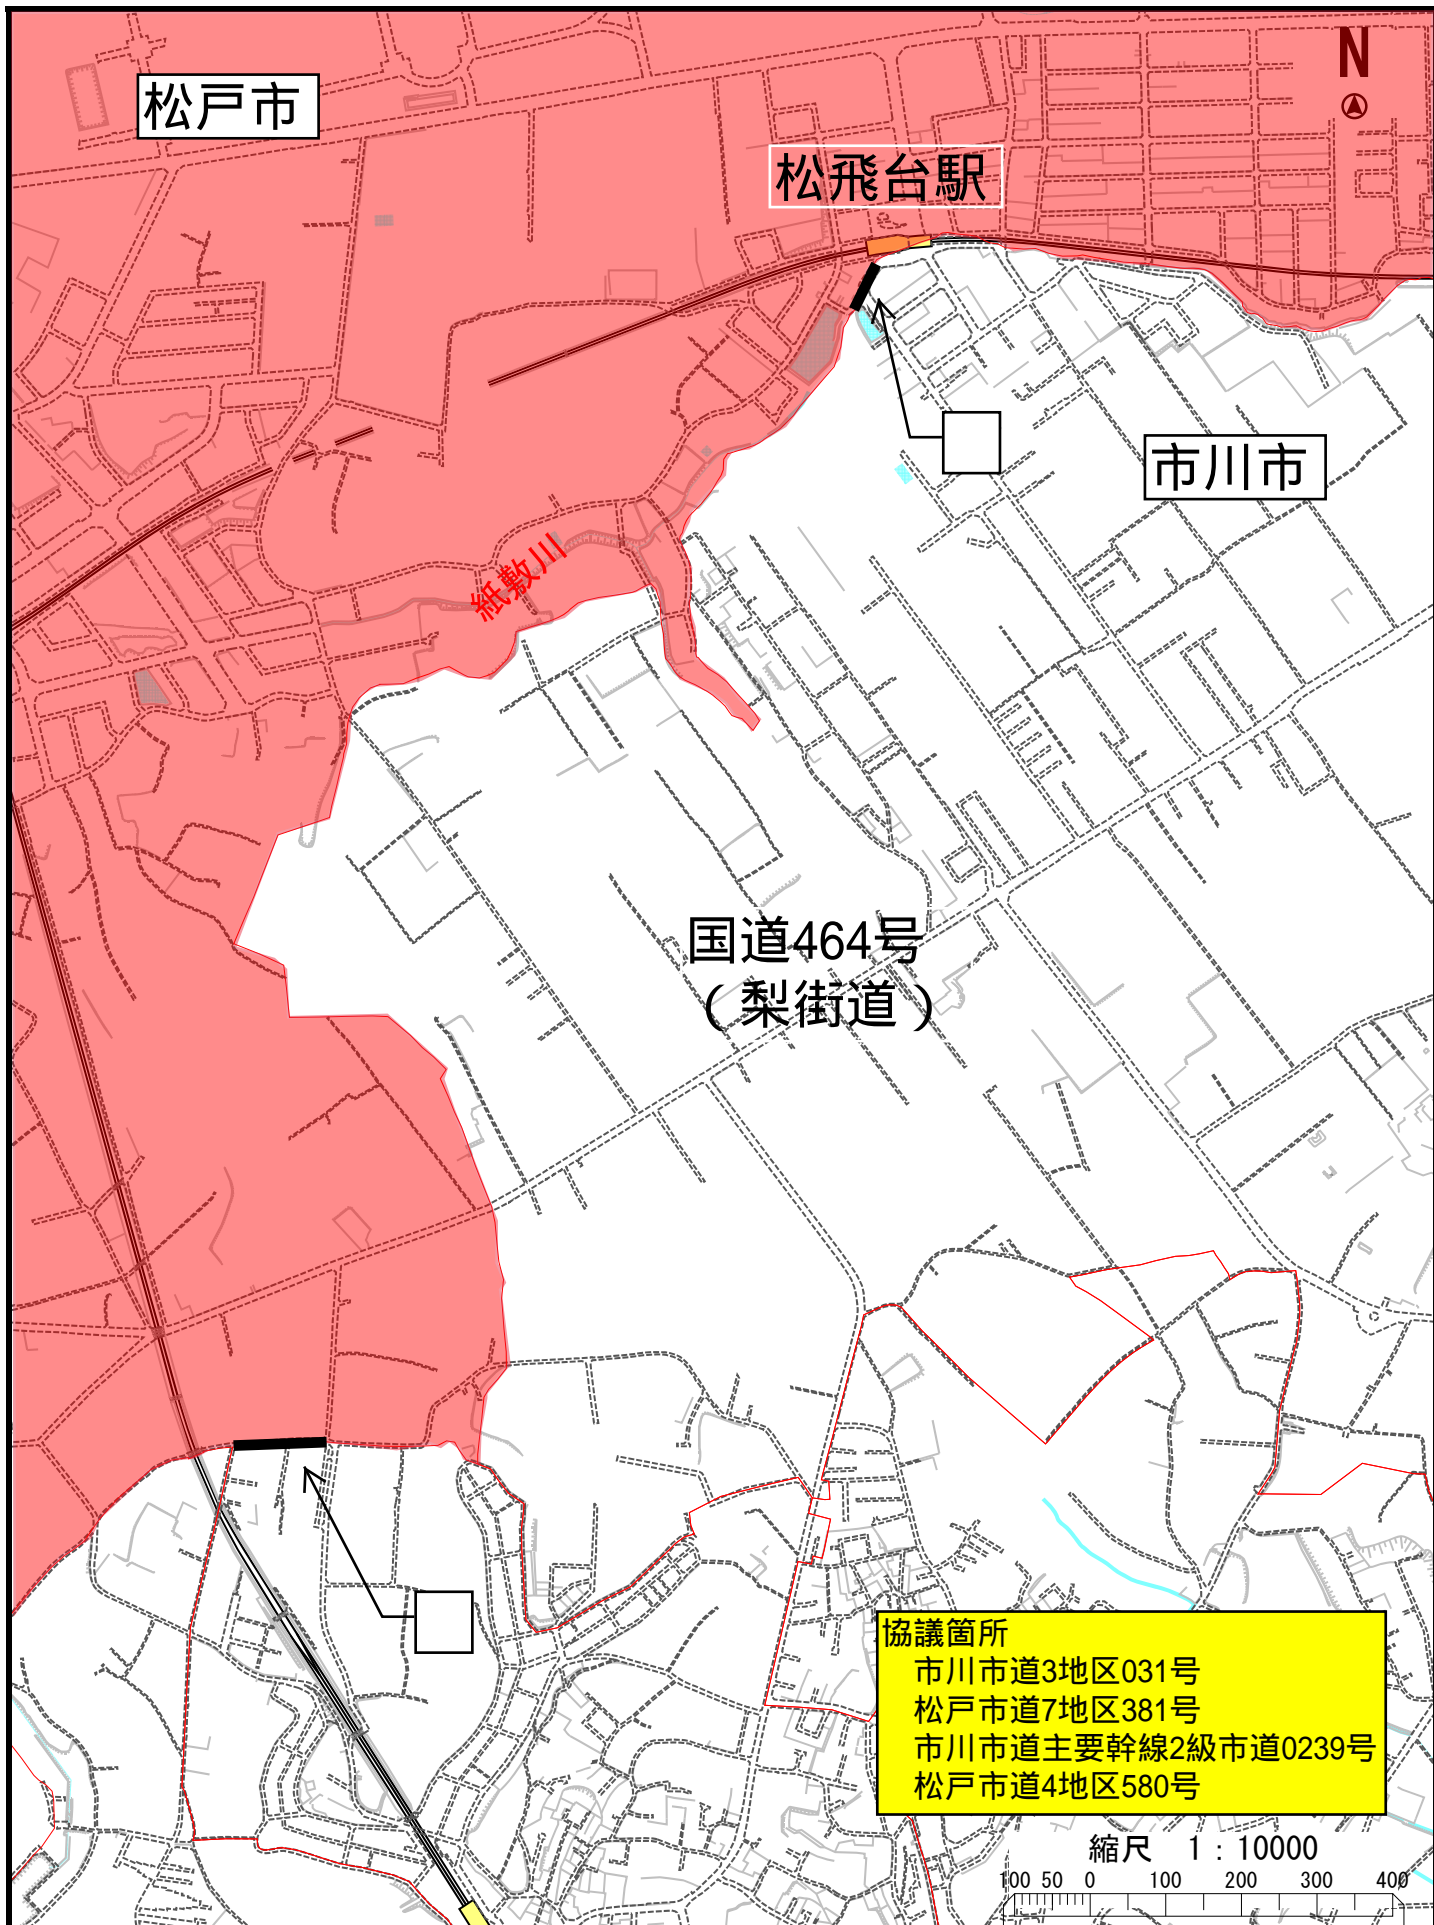 N
松戸市
松飛台駅
市川市
紙敷川
国道464号
（梨街道）
協議箇所
市川市道3地区031号
松戸市道7地区381号
市川市道主要幹線2級市道0239号
松戸市道4地区580号
縮尺　1：10000
100 50 0 100 200 300 400